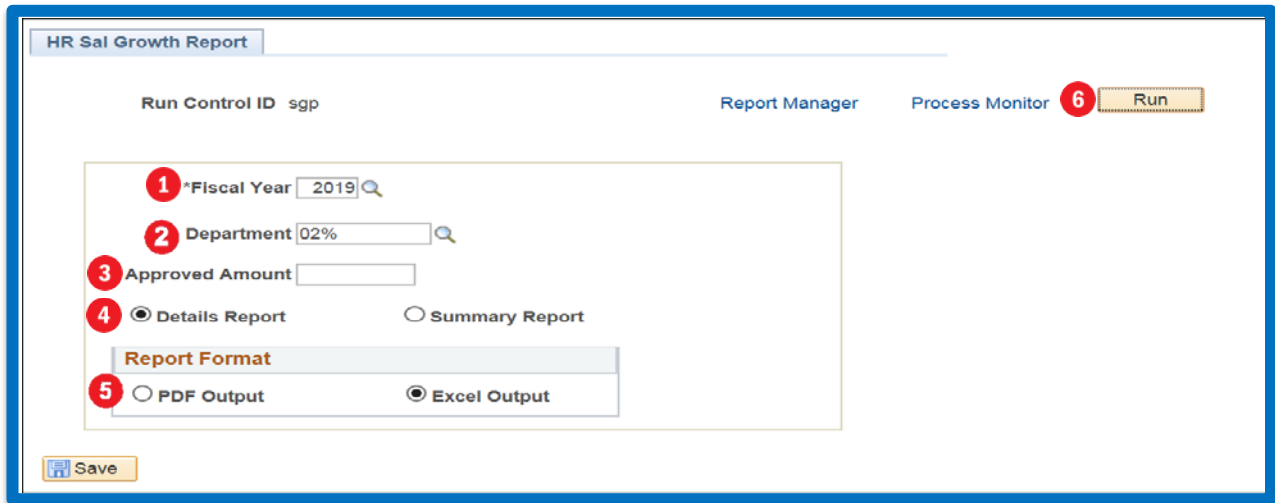 HR Sal Growth Report
Run Control ID sgp Report Manager Process Monitor 6 Run
1 *Fiscal Year 2019
2 Department 02%
3 Approved Amount
4 Details Report Summary Report
Report Format
5 PDF Output Excel Output
Save